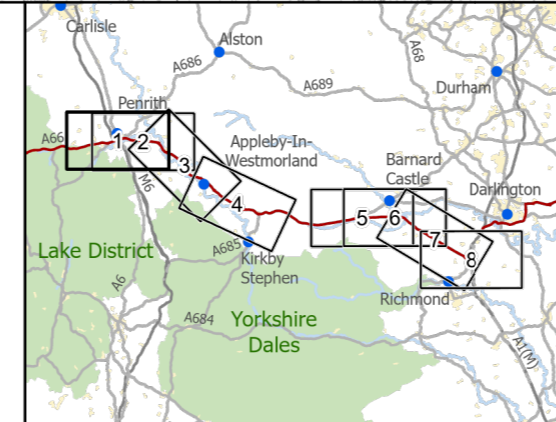 Carlisle
Alston
A68
A686
A689
Durham
Penrith
A66
1
2
Appleby-In-
Westmorland
Barnard
Castle
3
M6
Darlington
4
5
6
7
8
Lake District
A685
Kirkby
Stephen
A6
Richmond
A684
Yorkshire
Dales
A1(M)